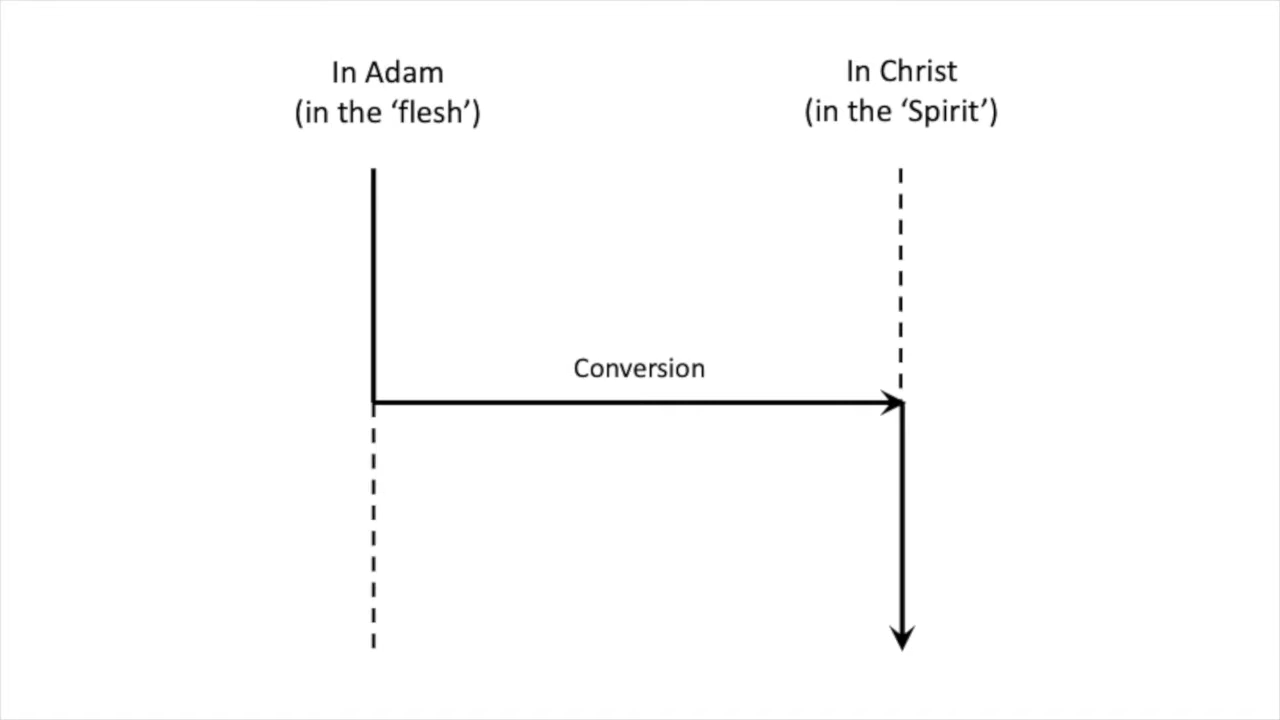 In Adam
(in the ‘flesh’)
In Christ
(in the ‘Spirit’)
Conversion